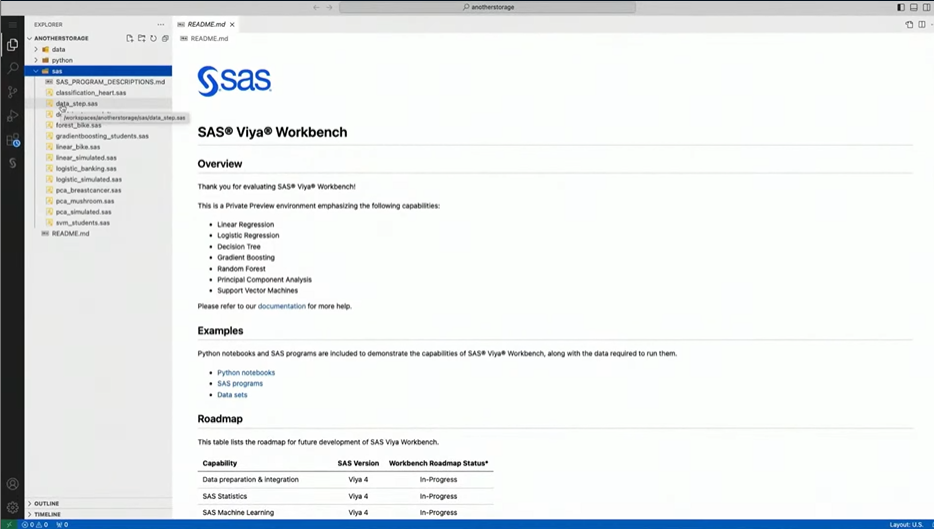 anotherstorage
EXPLORER
README.md
ANOTHERSTORAGE
README.md
data
python
sas
SAS_PROGRAM_DESCRIPTIONS.md
classification_heart.sas
data_step.sas
/workspaces/anotherstorage/sas/data_step.sas
forest_bike.sas
gradientboosting_students.sas
linear_bike.sas
linear_simulated.sas
logistic_banking.sas
logistic_simulated.sas
pca_breastcancer.sas
pca_mushroom.sas
pca_simulated.sas
svm_students.sas
README.md
OUTLINE
TIMELINE
sas
SAS® Viya® Workbench
Overview
Thank you for evaluating SAS® Viya® Workbench!
This is a Private Preview environment emphasizing the following capabilities:
• Linear Regression
• Logistic Regression
• Decision Tree
• Gradient Boosting
• Random Forest
• Principal Component Analysis
• Support Vector Machines
Please refer to our documentation for more help.
Examples
Python notebooks and SAS programs are included to demonstrate the capabilities of SAS® Viya® Workbench, along with the data required to run them.
• Python notebooks
• SAS programs
• Data sets
Roadmap
This table lists the roadmap for future development of SAS Viya Workbench.
Capability SAS Version Workbench Roadmap Status*
Data preparation & integration Viya 4 In-Progress
SAS Statistics Viya 4 In-Progress
SAS Machine Learning Viya 4 In-Progress
0 0 0
Layout: U.S.